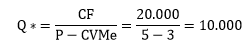 Q ∗ = CF / P − CVMe = 20.000 / 5 − 3 = 10.000